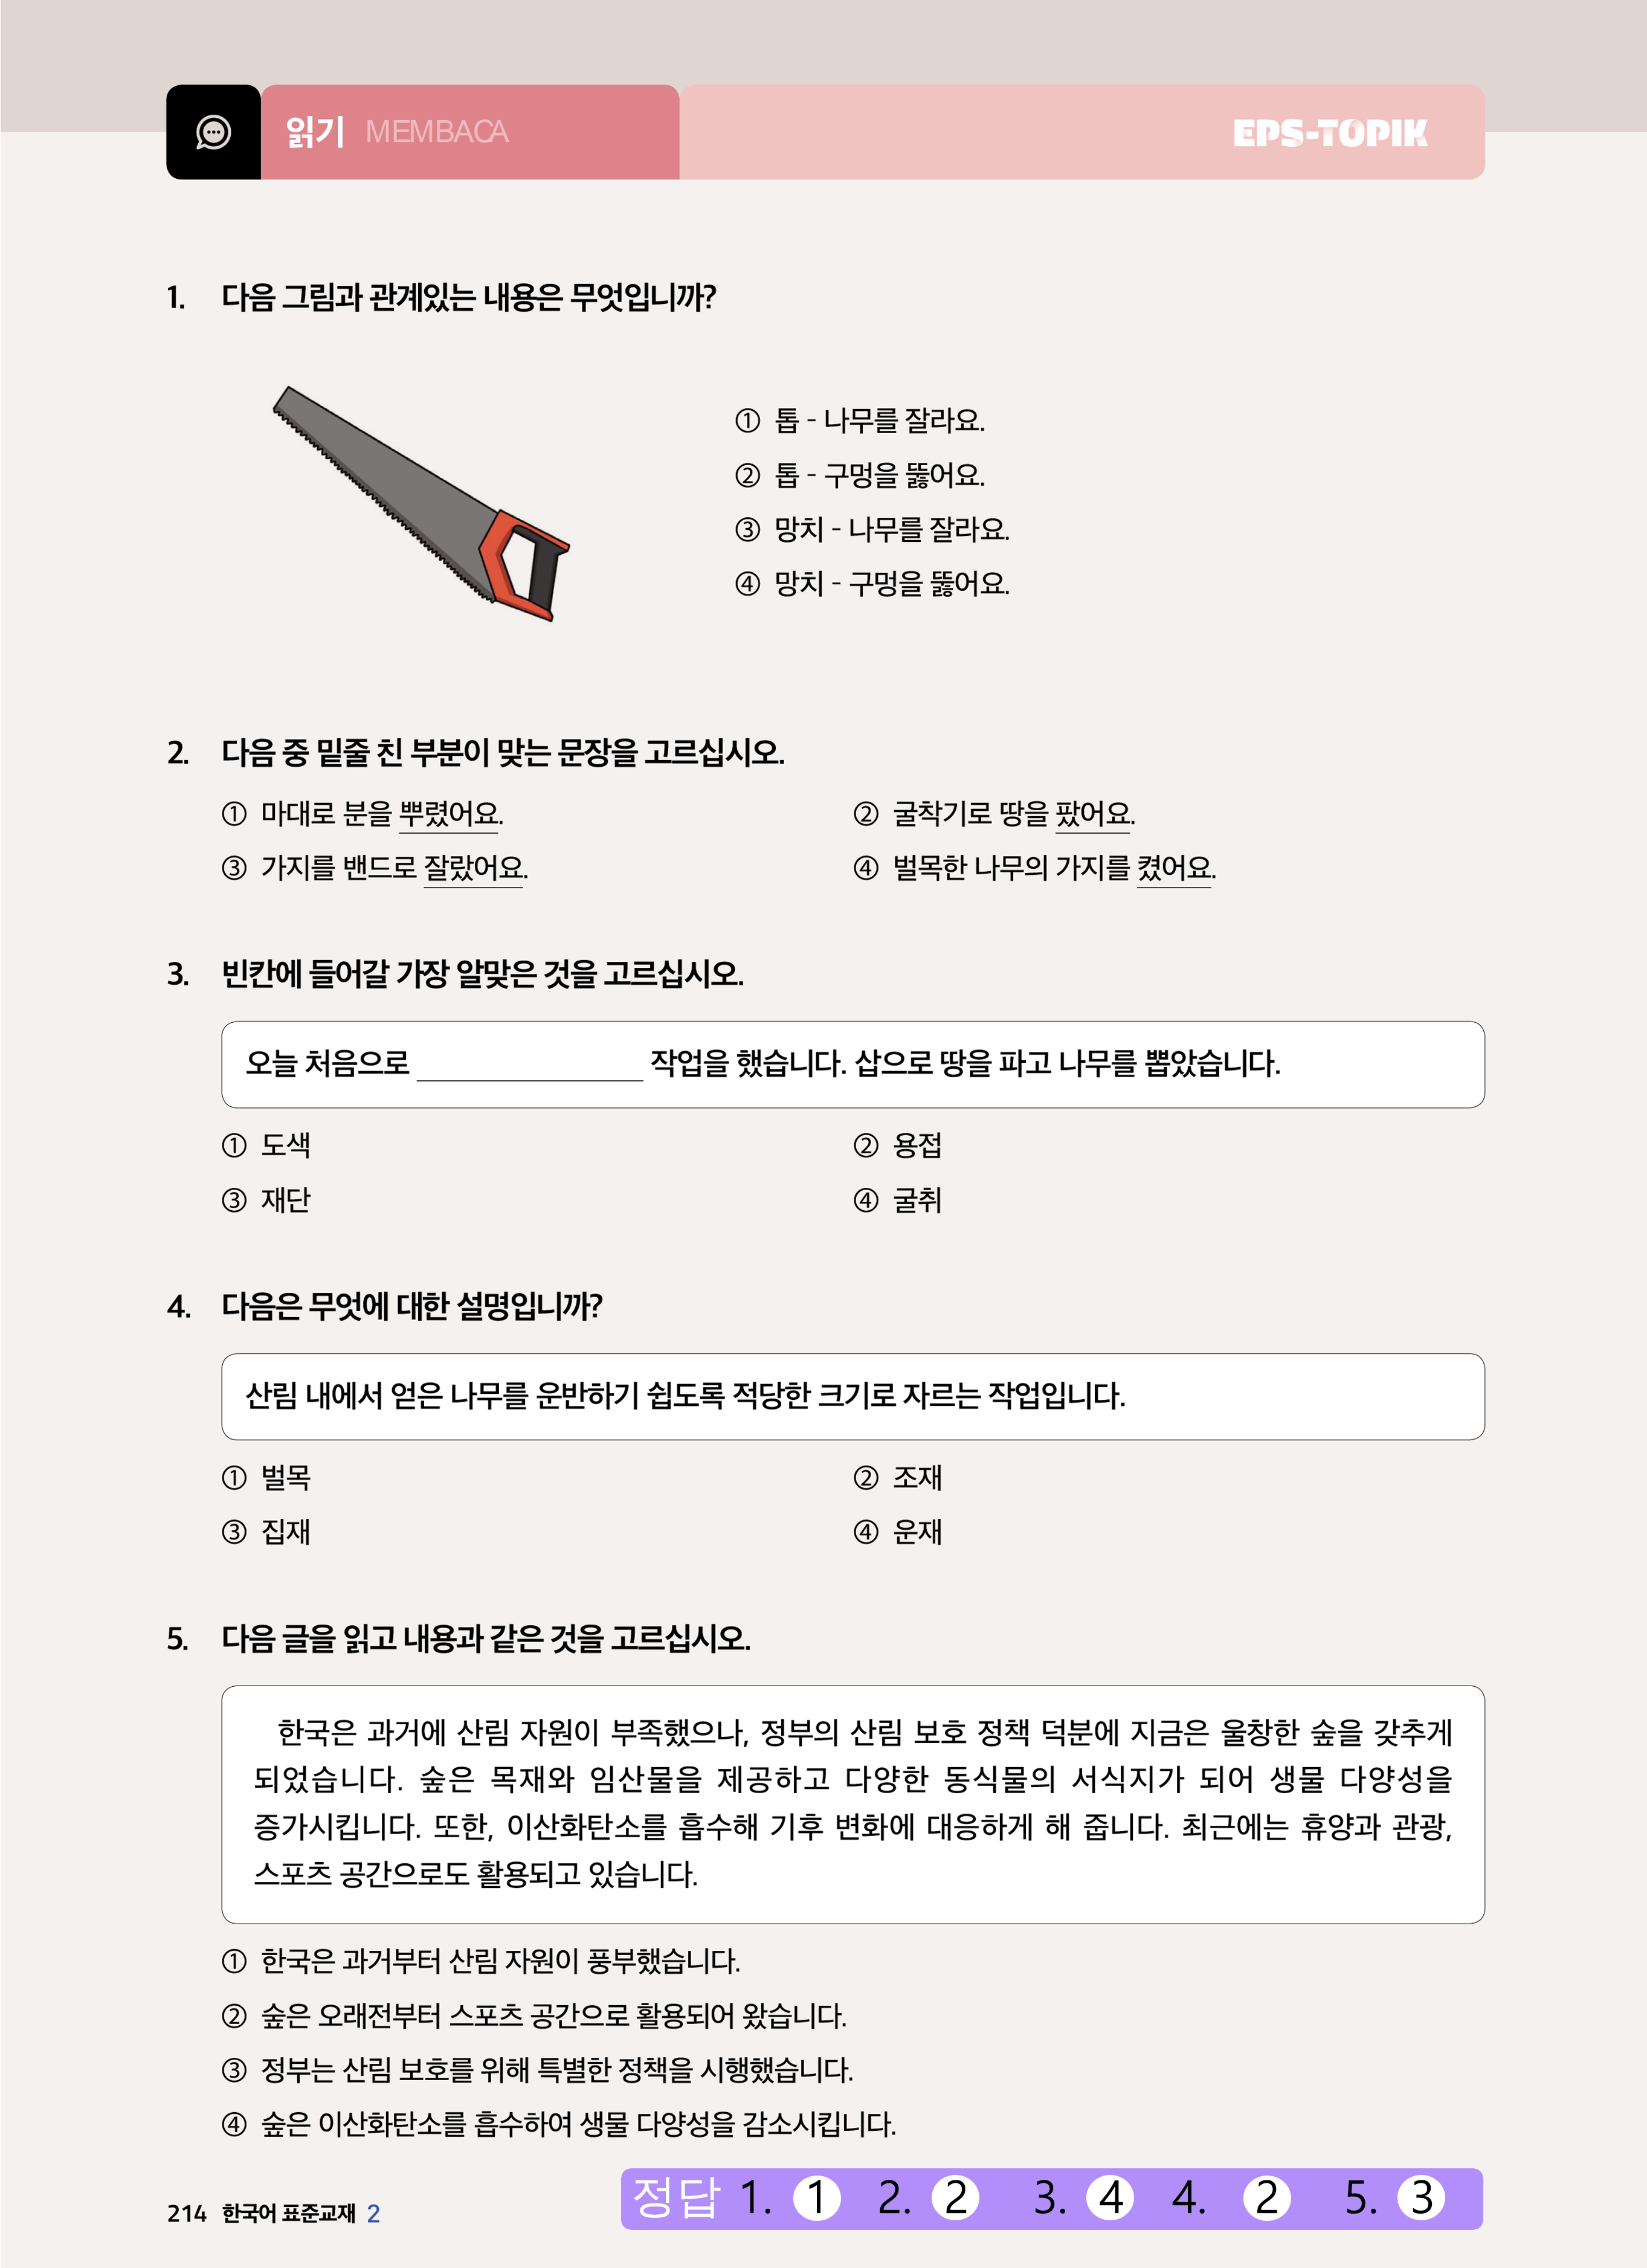 읽기 MEMBACA
EPS-TOPIK
1. 다음 그림과 관계있는 내용은 무엇입니까?
① 톱 - 나무를 잘라요.
② 톱 - 구멍을 뚫어요.
③ 망치 - 나무를 잘라요.
④ 망치 - 구멍을 뚫어요.
2. 다음 중 밑줄 친 부분이 맞는 문장을 고르십시오.
① 마대로 분을 뿌렸어요. ② 굴착기로 땅을 팠어요.
③ 가지를 밴드로 잘랐어요. ④ 벌목한 나무의 가지를 켰어요.
3. 빈칸에 들어갈 가장 알맞은 것을 고르십시오.
오늘 처음으로 ____________ 작업을 했습니다. 삽으로 땅을 파고 나무를 뽑았습니다.
① 도색 ② 용접
③ 재단 ④ 굴취
4. 다음은 무엇에 대한 설명입니까?
산림 내에서 얻은 나무를 운반하기 쉽도록 적당한 크기로 자르는 작업입니다.
① 벌목 ② 조재
③ 집재 ④ 운재
5. 다음 글을 읽고 내용과 같은 것을 고르십시오.
한국은 과거에 산림 자원이 부족했으나, 정부의 산림 보호 정책 덕분에 지금은 울창한 숲을 갖추게
되었습니다. 숲은 목재와 임산물을 제공하고 다양한 동식물의 서식지가 되어 생물 다양성을
증가시킵니다. 또한, 이산화탄소를 흡수해 기후 변화에 대응하게 해 줍니다. 최근에는 휴양과 관광,
스포츠 공간으로도 활용되고 있습니다.
① 한국은 과거부터 산림 자원이 풍부했습니다.
② 숲은 오래전부터 스포츠 공간으로 활용되어 왔습니다.
③ 정부는 산림 보호를 위해 특별한 정책을 시행했습니다.
④ 숲은 이산화탄소를 흡수하여 생물 다양성을 감소시킵니다.
정답 1. 1 2. 2 3. 4 4. 2 5. 3
214 한국어 표준교재 2